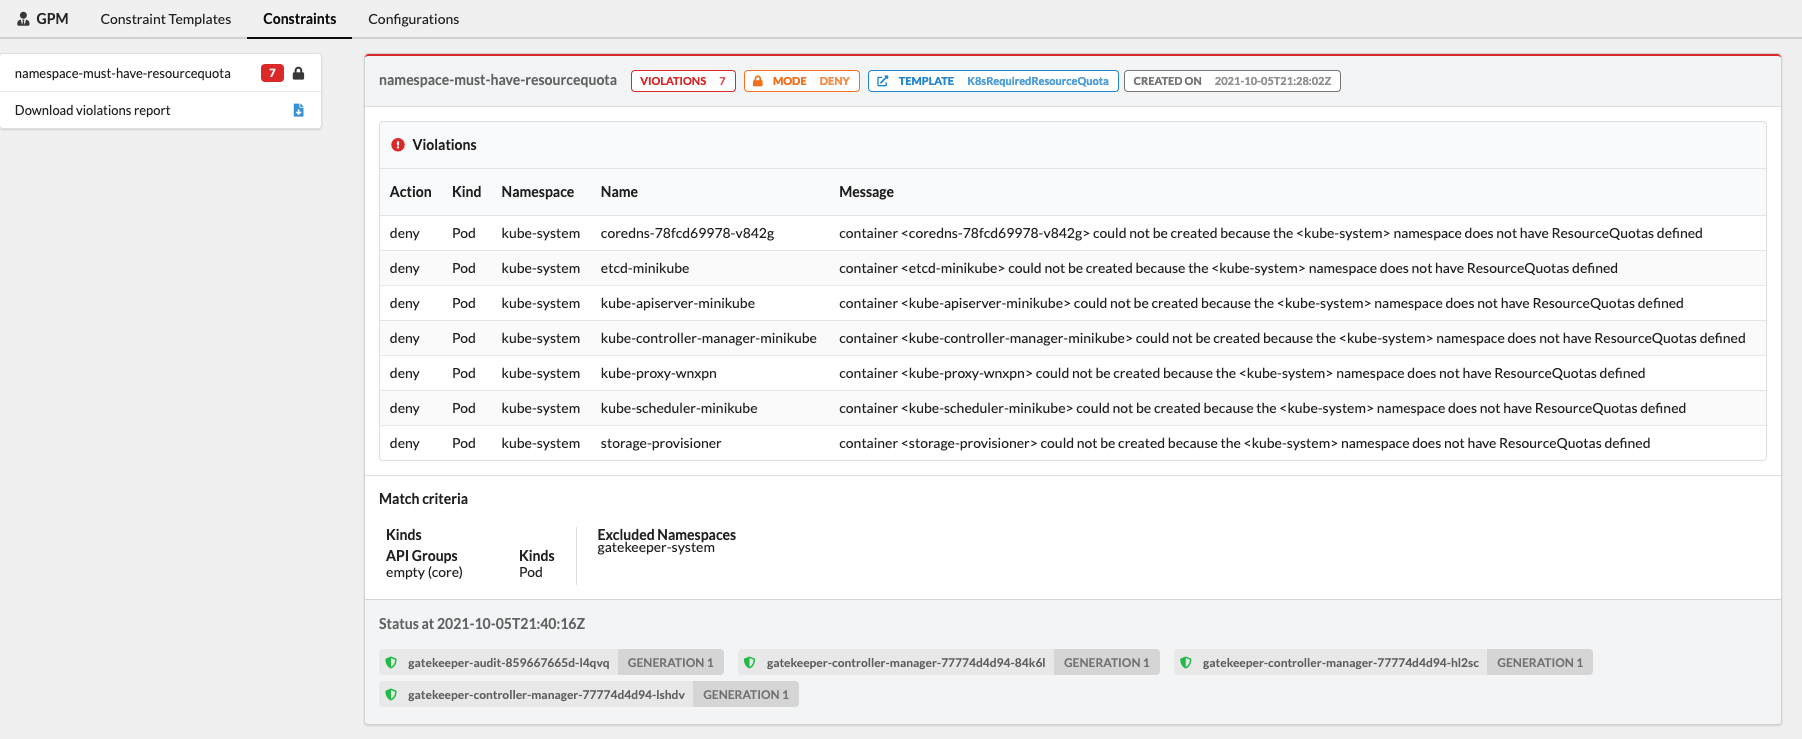 GPM Constraint Templates Constraints Configurations
namespace-must-have-resourcequota 7
Download violations report
namespace-must-have-resourcequota VIOLATIONS 7 MODE DENY TEMPLATE K8sRequiredResourceQuota CREATED ON 2021-10-05T21:28:02Z
Violations
Action Kind Namespace Name Message
deny Pod kube-system coredns-78fcd69978-v842g container <coredns-78fcd69978-v842g> could not be created because the <kube-system> namespace does not have ResourceQuotas defined
deny Pod kube-system etcd-minikube container <etcd-minikube> could not be created because the <kube-system> namespace does not have ResourceQuotas defined
deny Pod kube-system kube-apiserver-minikube container <kube-apiserver-minikube> could not be created because the <kube-system> namespace does not have ResourceQuotas defined
deny Pod kube-system kube-controller-manager-minikube container <kube-controller-manager-minikube> could not be created because the <kube-system> namespace does not have ResourceQuotas defined
deny Pod kube-system kube-proxy-wnxpn container <kube-proxy-wnxpn> could not be created because the <kube-system> namespace does not have ResourceQuotas defined
deny Pod kube-system kube-scheduler-minikube container <kube-scheduler-minikube> could not be created because the <kube-system> namespace does not have ResourceQuotas defined
deny Pod kube-system storage-provisioner container <storage-provisioner> could not be created because the <kube-system> namespace does not have ResourceQuotas defined
Match criteria
Kinds
API Groups Kinds
empty (core) Pod
Excluded Namespaces
gatekeeper-system
Status at 2021-10-05T21:40:16Z
gatekeeper-audit-859667665d-l4qvq GENERATION 1 gatekeeper-controller-manager-77774d4d94-84k6l GENERATION 1 gatekeeper-controller-manager-77774d4d94-hl2sc GENERATION 1
gatekeeper-controller-manager-77774d4d94-lshdv GENERATION 1